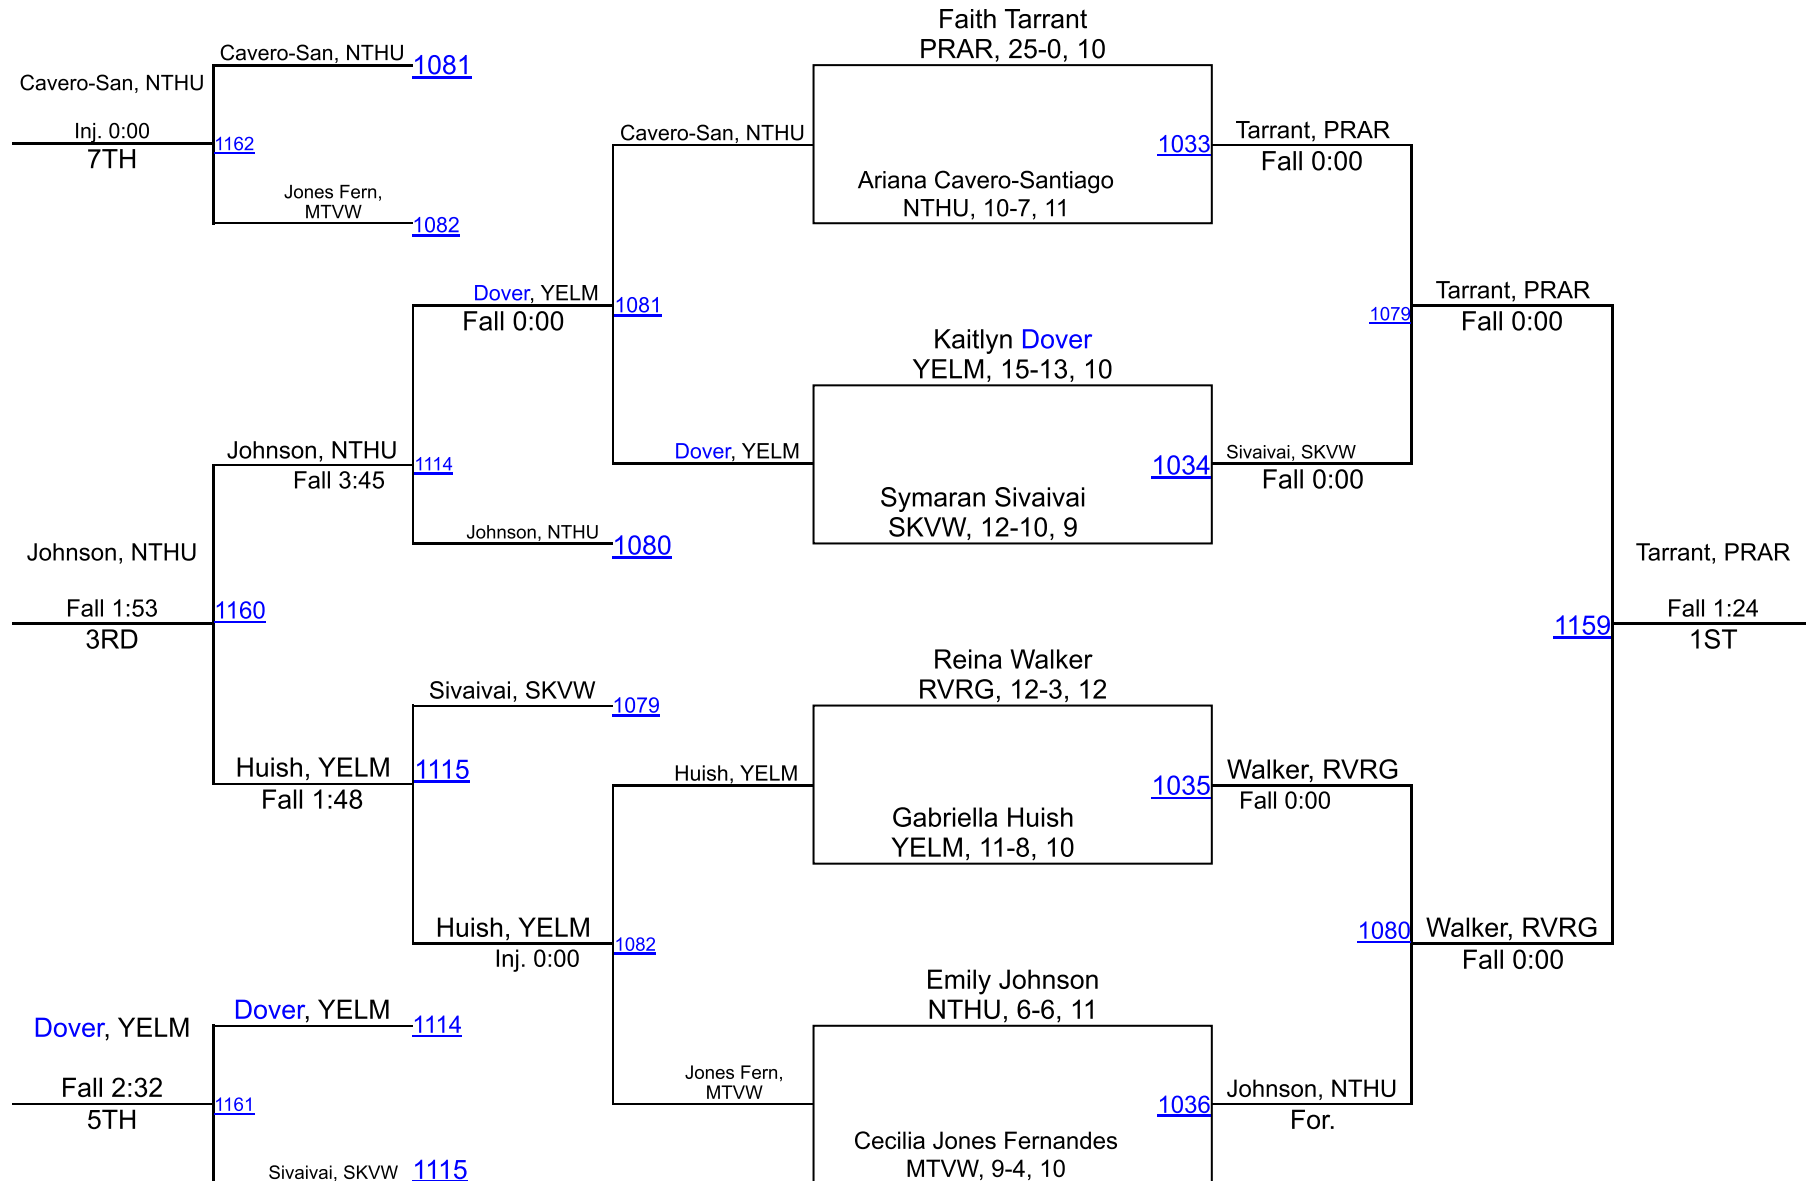 Faith Tarrant
PRAR, 25-0, 10
Cavero-San, NTHU
1081
Cavero-San, NTHU
Inj. 0:00
7TH
1162
Jones Fern,
MTVW
1082
Cavero-San, NTHU
1033
Ariana Cavero-Santiago
NTHU, 10-7, 11
Tarrant, PRAR
Fall 0:00
Dover, YELM
Fall 0:00
1081
1079
Tarrant, PRAR
Fall 0:00
Kaitlyn Dover
YELM, 15-13, 10
Johnson, NTHU
Fall 3:45
1114
Dover, YELM
1034
Sivaivai, SKVW
Fall 0:00
Symaran Sivaivai
SKVW, 12-10, 9
Johnson, NTHU
1080
Johnson, NTHU
Fall 1:53
3RD
1160
Tarrant, PRAR
1159
Fall 1:24
1ST
Reina Walker
RVRG, 12-3, 12
Sivaivai, SKVW
1079
Huish, YELM
Fall 1:48
1115
Huish, YELM
1035
Walker, RVRG
Fall 0:00
Gabriella Huish
YELM, 11-8, 10
Huish, YELM
Inj. 0:00
1082
1080
Walker, RVRG
Fall 0:00
Emily Johnson
NTHU, 6-6, 11
Dover, YELM
1114
Dover, YELM
Fall 2:32
5TH
1161
Jones Fern,
MTVW
1036
Johnson, NTHU
For.
Cecilia Jones Fernandes
MTVW, 9-4, 10
Sivaivai, SKVW
1115